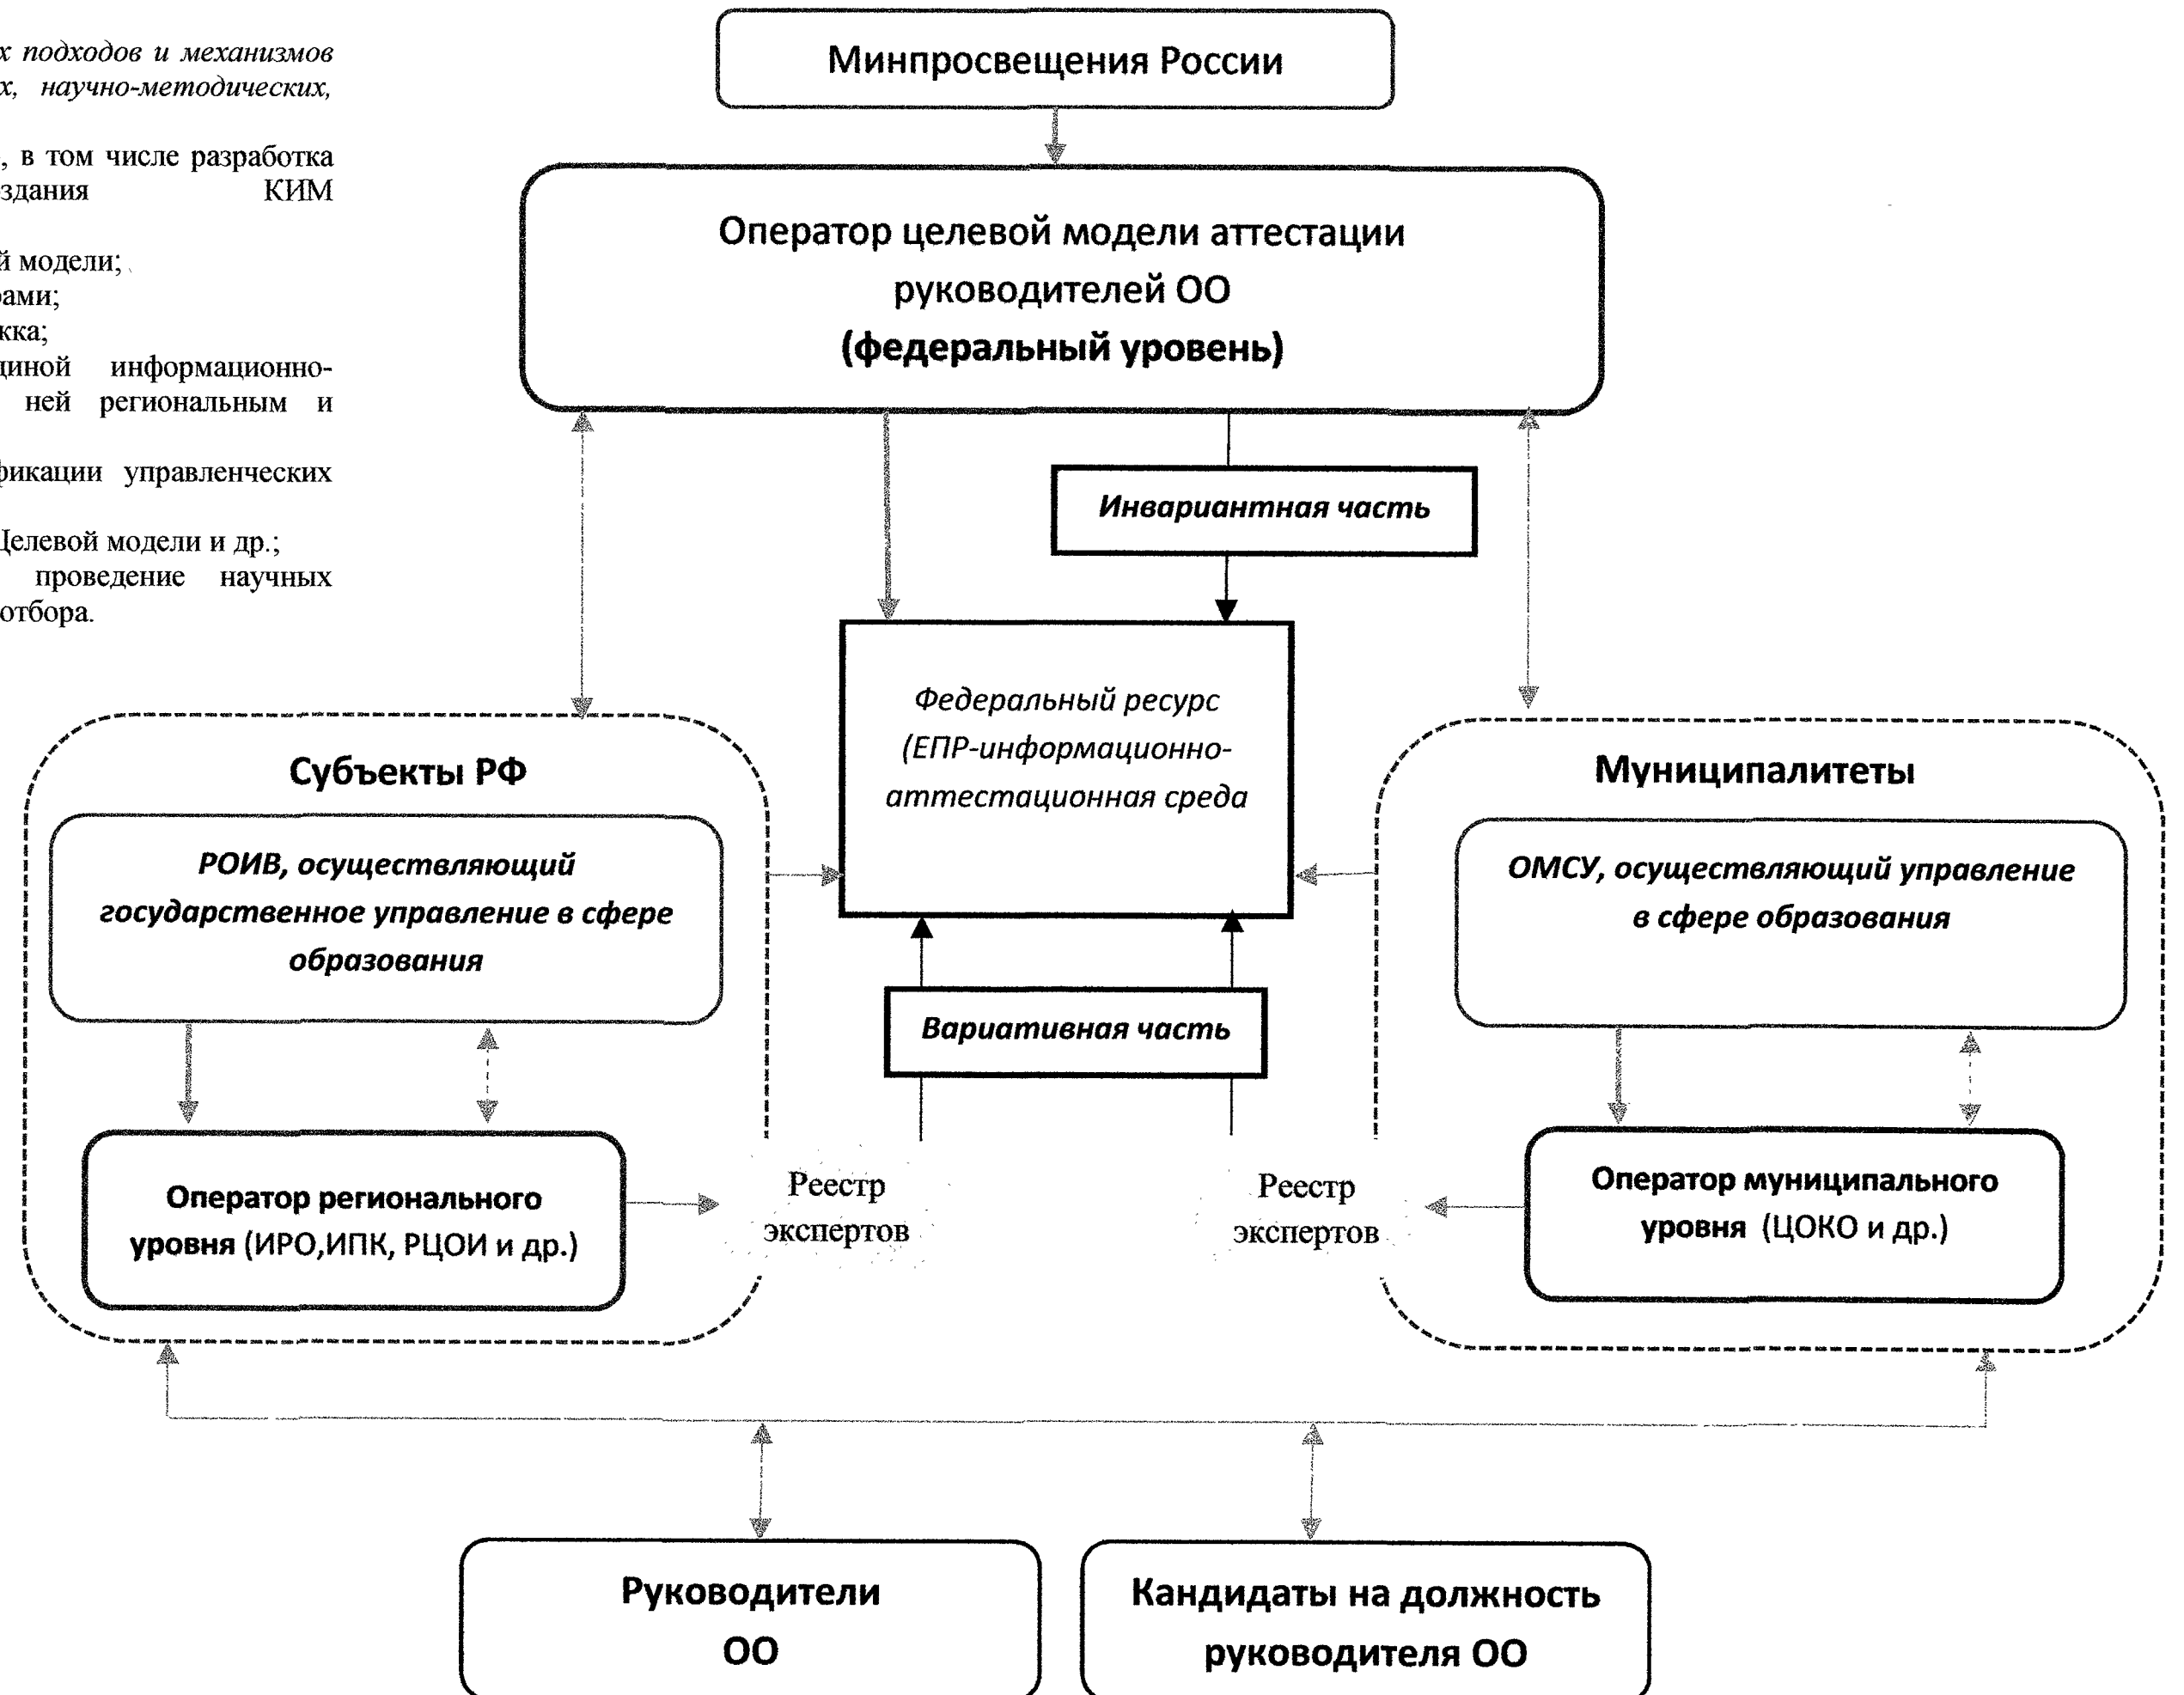 х подходов и механизмов
х, научно-методических,
, в том числе разработка
здания КИМ
й модели;
рами;
кка;
циной информационно-
ней региональным и
фикации управленческих
Целевой модели и др.;
проведение научных
отбора.
Минпросвещения России
Оператор целевой модели аттестации
руководителей ОО
(федеральный уровень)
Инвариантная часть
Федеральный ресурс
(ЕПР-информационно-
аттестационная среда
Субъекты РФ
РОИВ, осуществляющий
государственное управление в сфере
образования
Оператор регионального
уровня (ИРО,ИПК, РЦОИ и др.)
Вариативная часть
Реестр
экспертов
Реестр
экспертов
Муниципалитеты
ОМСУ, осуществляющий управление
в сфере образования
Оператор муниципального
уровня (ЦОКО и др.)
Руководители
ОО
Кандидаты на должность
руководителя ОО